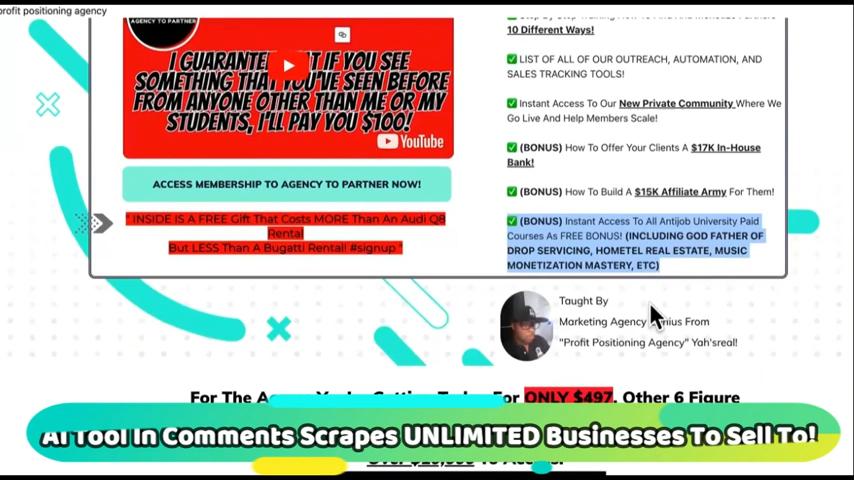 profit positioning agency
AGENCY TO PARTNER
I GUARANTEE
T IF YOU SEE
SOMETHING THAT YOU'VE SEEN BEFORE
FROM ANYONE OTHER THAN ME OR MY
STUDENTS, I'LL PAY YOU $100!
YouTube
ACCESS MEMBERSHIP TO AGENCY TO PARTNER NOW!
" INSIDE IS A FREE Gift That Costs MORE Than An Audi Q8
Rental
But LESS Than A Bugatti Rental! #signup "
10 Different Ways!
✅ LIST OF ALL OF OUR OUTREACH, AUTOMATION, AND
SALES TRACKING TOOLS!
✅ Instant Access To Our New Private Community Where We
Go Live And Help Members Scale!
✅ (BONUS) How To Offer Your Clients A $17K In-House
Bank!
✅ (BONUS) How To Build A $15K Affiliate Army For Them!
✅ (BONUS) Instant Access To All Antijob University Paid
Courses As FREE BONUS! (INCLUDING GOD FATHER OF
DROP SERVICING, HOMETEL REAL ESTATE, MUSIC
MONETIZATION MASTERY, ETC)
Taught By
Marketing Agency Genius From
"Profit Positioning Agency" Yah'sreal!
For The
For ONLY $497, Other 6 Figure
AI Tool In Comments Scrapes UNLIMITED Businesses To Sell To!
To Access!